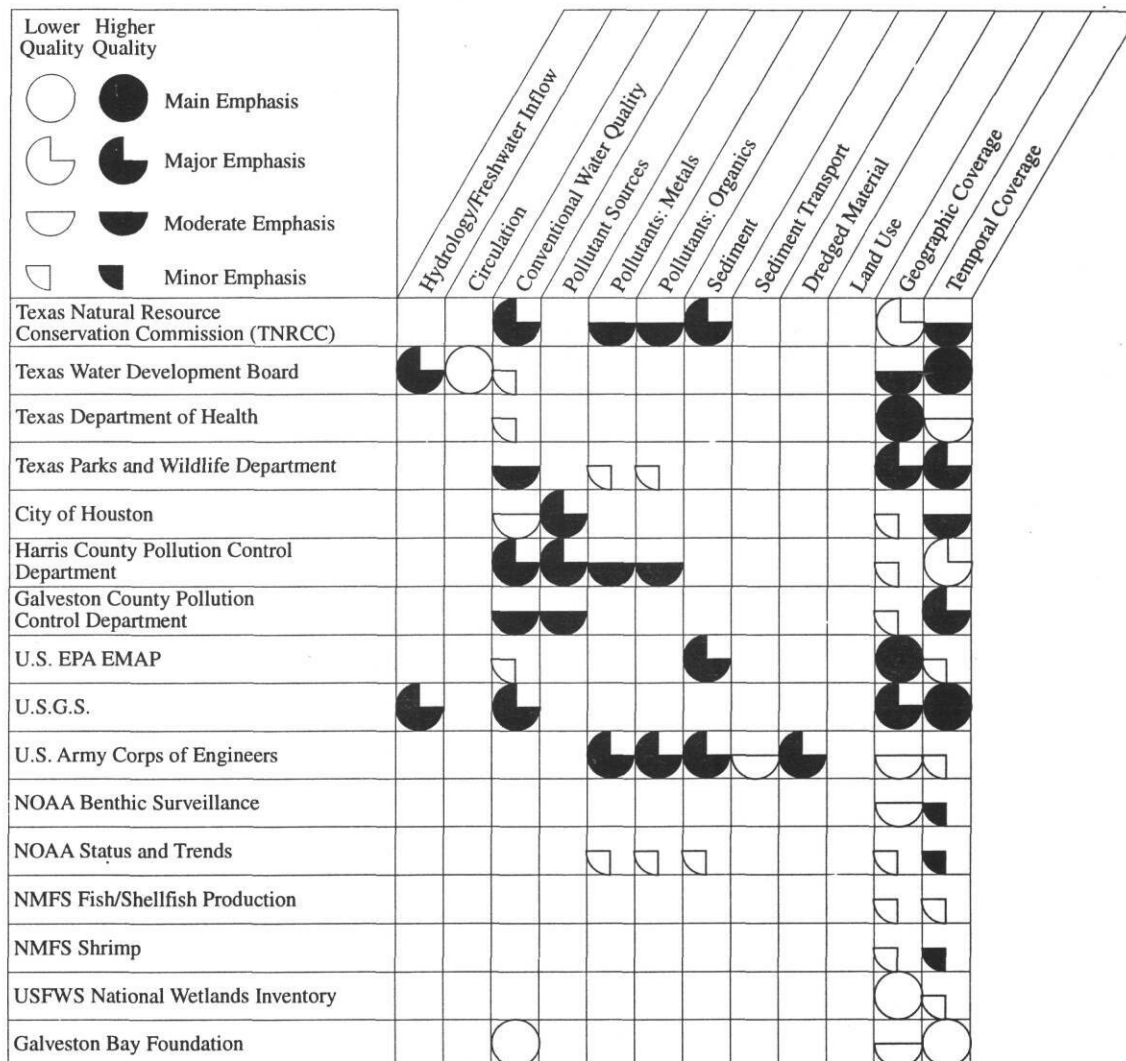 Lower Higher
Quality Quality
Main Emphasis
Major Emphasis
Moderate Emphasis
Minor Emphasis
Hydrology/Freshwater Inflow
Circulation
Conventional Water Quality
Pollutant Sources
Pollutants: Metals
Pollutants: Organics
Sediment
Sediment Transport
Dredged Material
Land Use
Geographic Coverage
Temporal Coverage
Texas Natural Resource
Conservation Commission (TNRCC)
Texas Water Development Board
Texas Department of Health
Texas Parks and Wildlife Department
City of Houston
Harris County Pollution Control
Department
Galveston County Pollution
Control Department
U.S. EPA EMAP
U.S.G.S.
U.S. Army Corps of Engineers
NOAA Benthic Surveillance
NOAA Status and Trends
NMFS Fish/Shellfish Production
NMFS Shrimp
USFWS National Wetlands Inventory
Galveston Bay Foundation